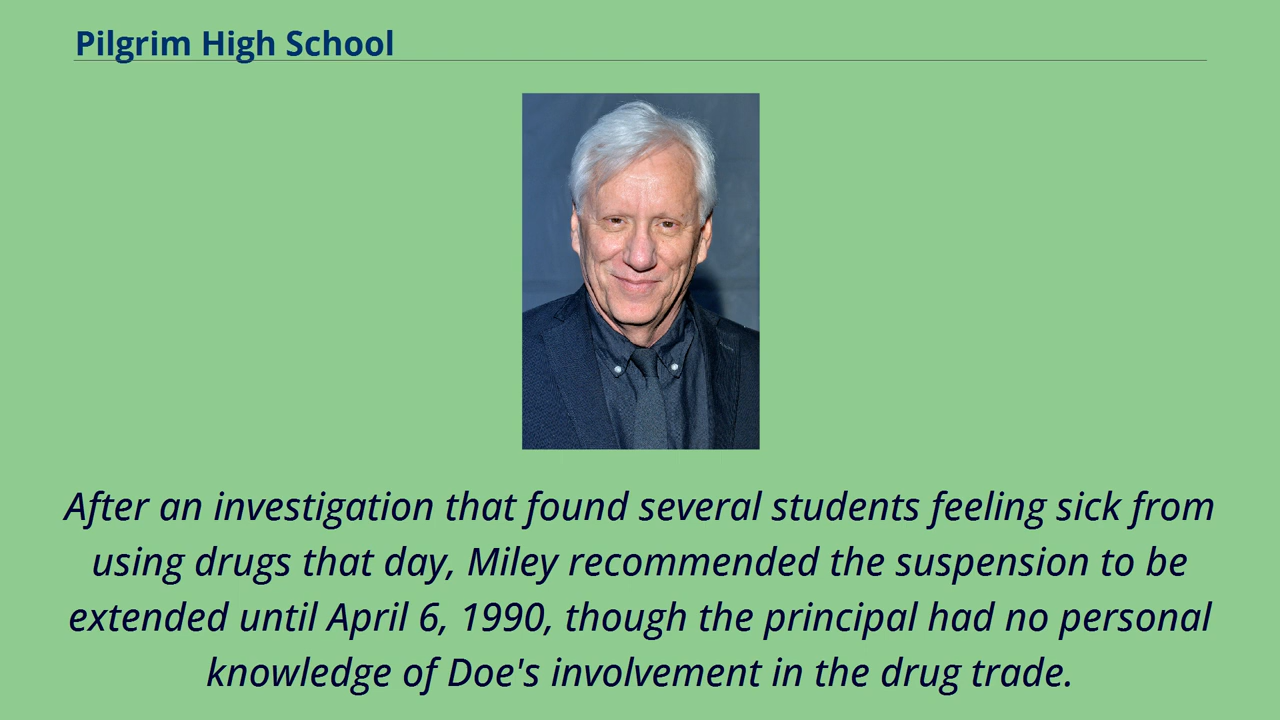 Pilgrim High School
After an investigation that found several students feeling sick from
using drugs that day, Miley recommended the suspension to be
extended until April 6, 1990, though the principal had no personal
knowledge of Doe's involvement in the drug trade.